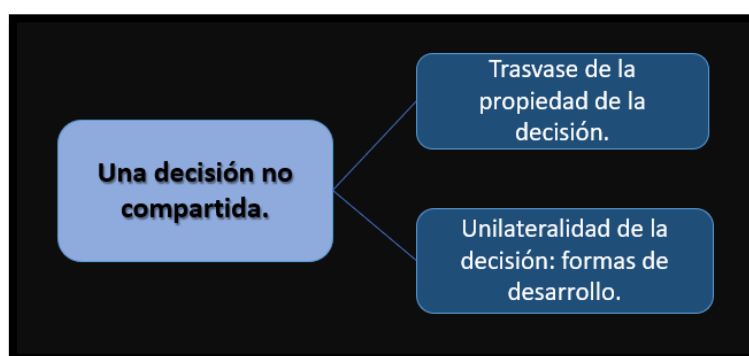 Una decisión no
compartida.
Trasvase de la
propiedad de la
decisión.
Unilateralidad de la
decisión: formas de
desarrollo.